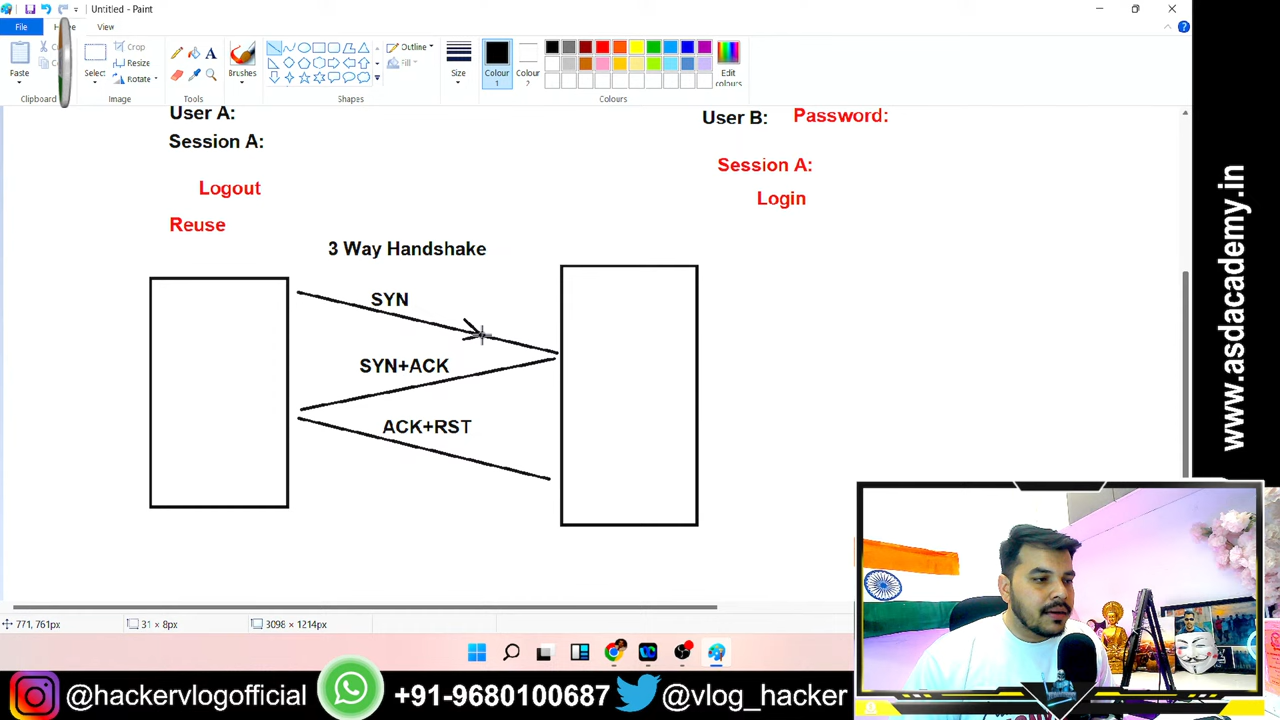 Untitled - Paint
File
View
Paste
Select
Crop
Resize
Rotate
Brushes
Outline
Fill
Size
Colour
1
Colour
2
Edit
colours
Clipboard
Image
Tools
Shapes
Colours
User A:
Session A:
Logout
Reuse
User B: Password:
Session A:
Login
3 Way Handshake
SYN
SYN+ACK
ACK+RST
771, 761px
31 × 8px
3098 × 1214px
www.asdacademy.in
@hackervlogofficial
+91-9680100687
@vlog_hacker